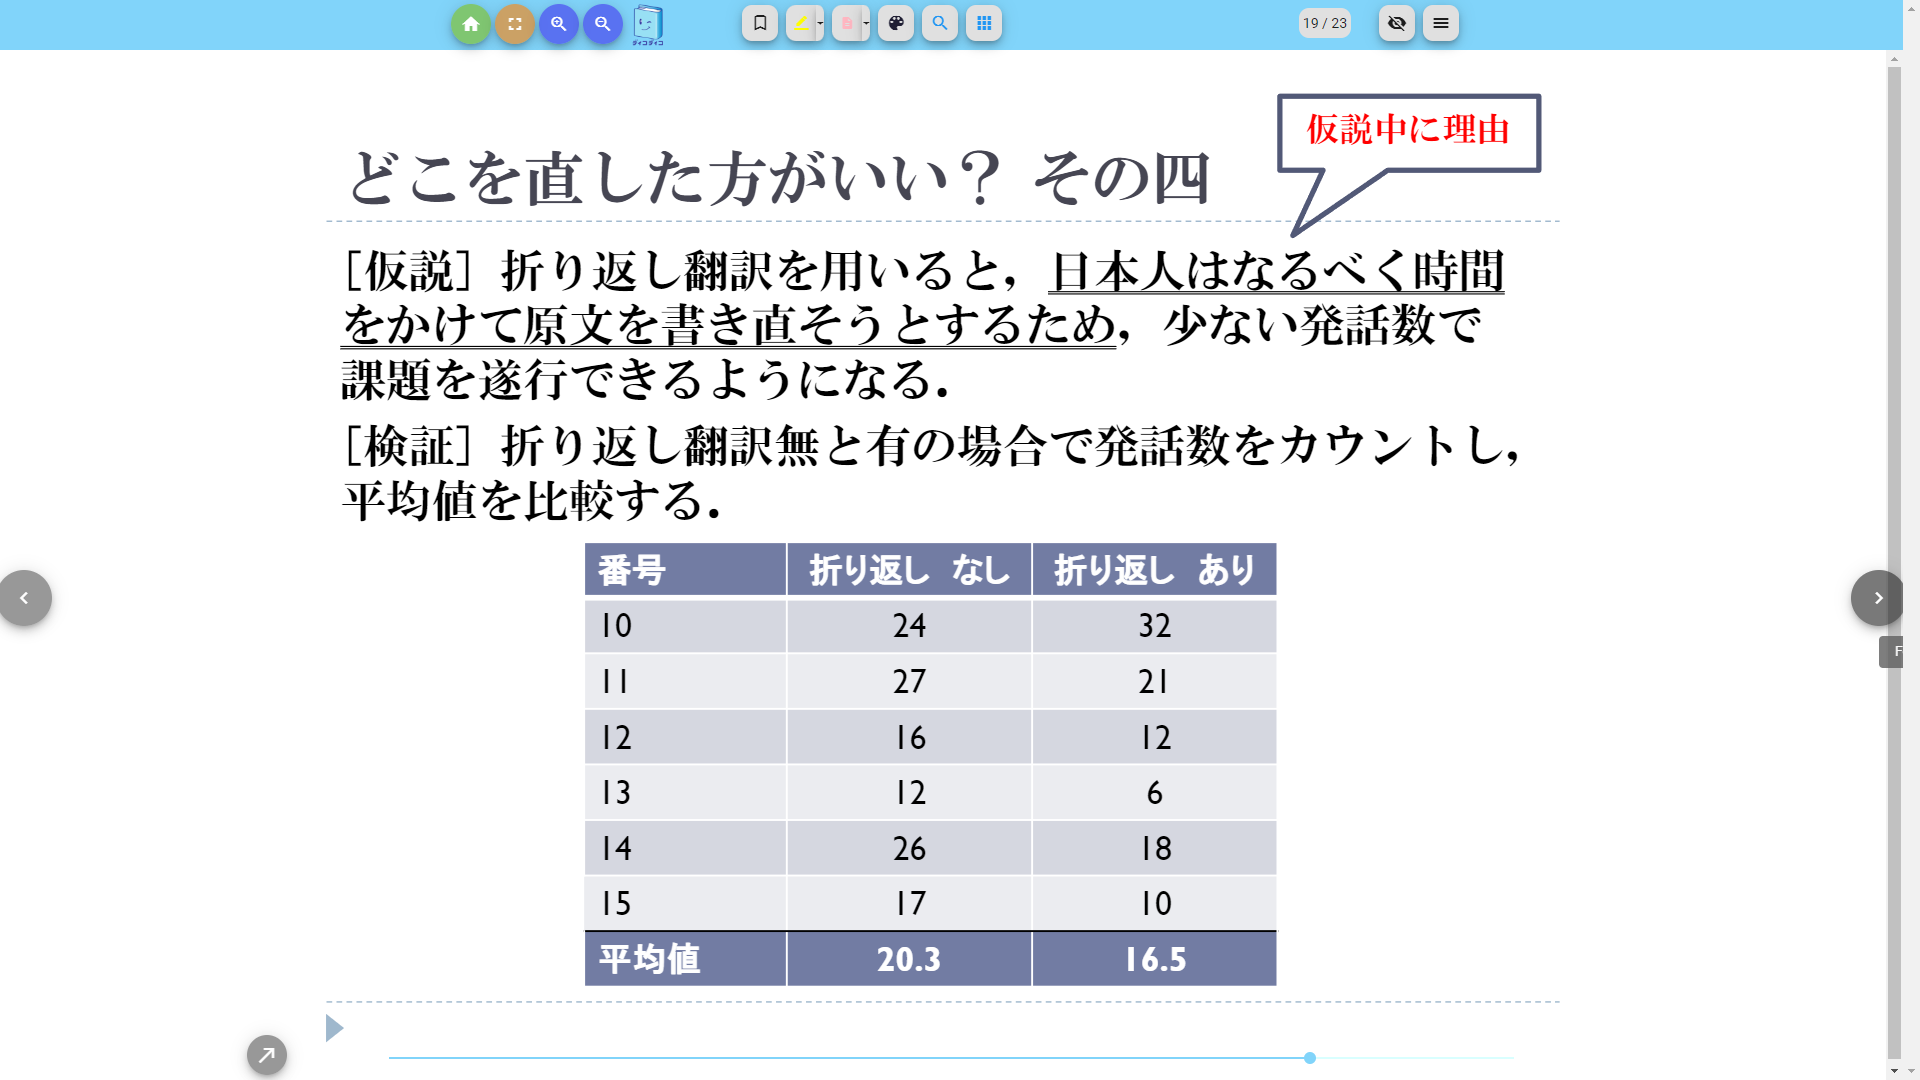 ダイコダイコ
19 / 23
仮説中に理由
どこを直した方がいい？ その四
［仮説］折り返し翻訳を用いると，日本人はなるべく時間
をかけて原文を書き直そうとするため，少ない発話数で
課題を遂行できるようになる．
［検証］折り返し翻訳無と有の場合で発話数をカウントし，
平均値を比較する．
番号 折り返し なし 折り返し あり
10 24 32
11 27 21
12 16 12
13 12 6
14 26 18
15 17 10
平均値 20.3 16.5
F